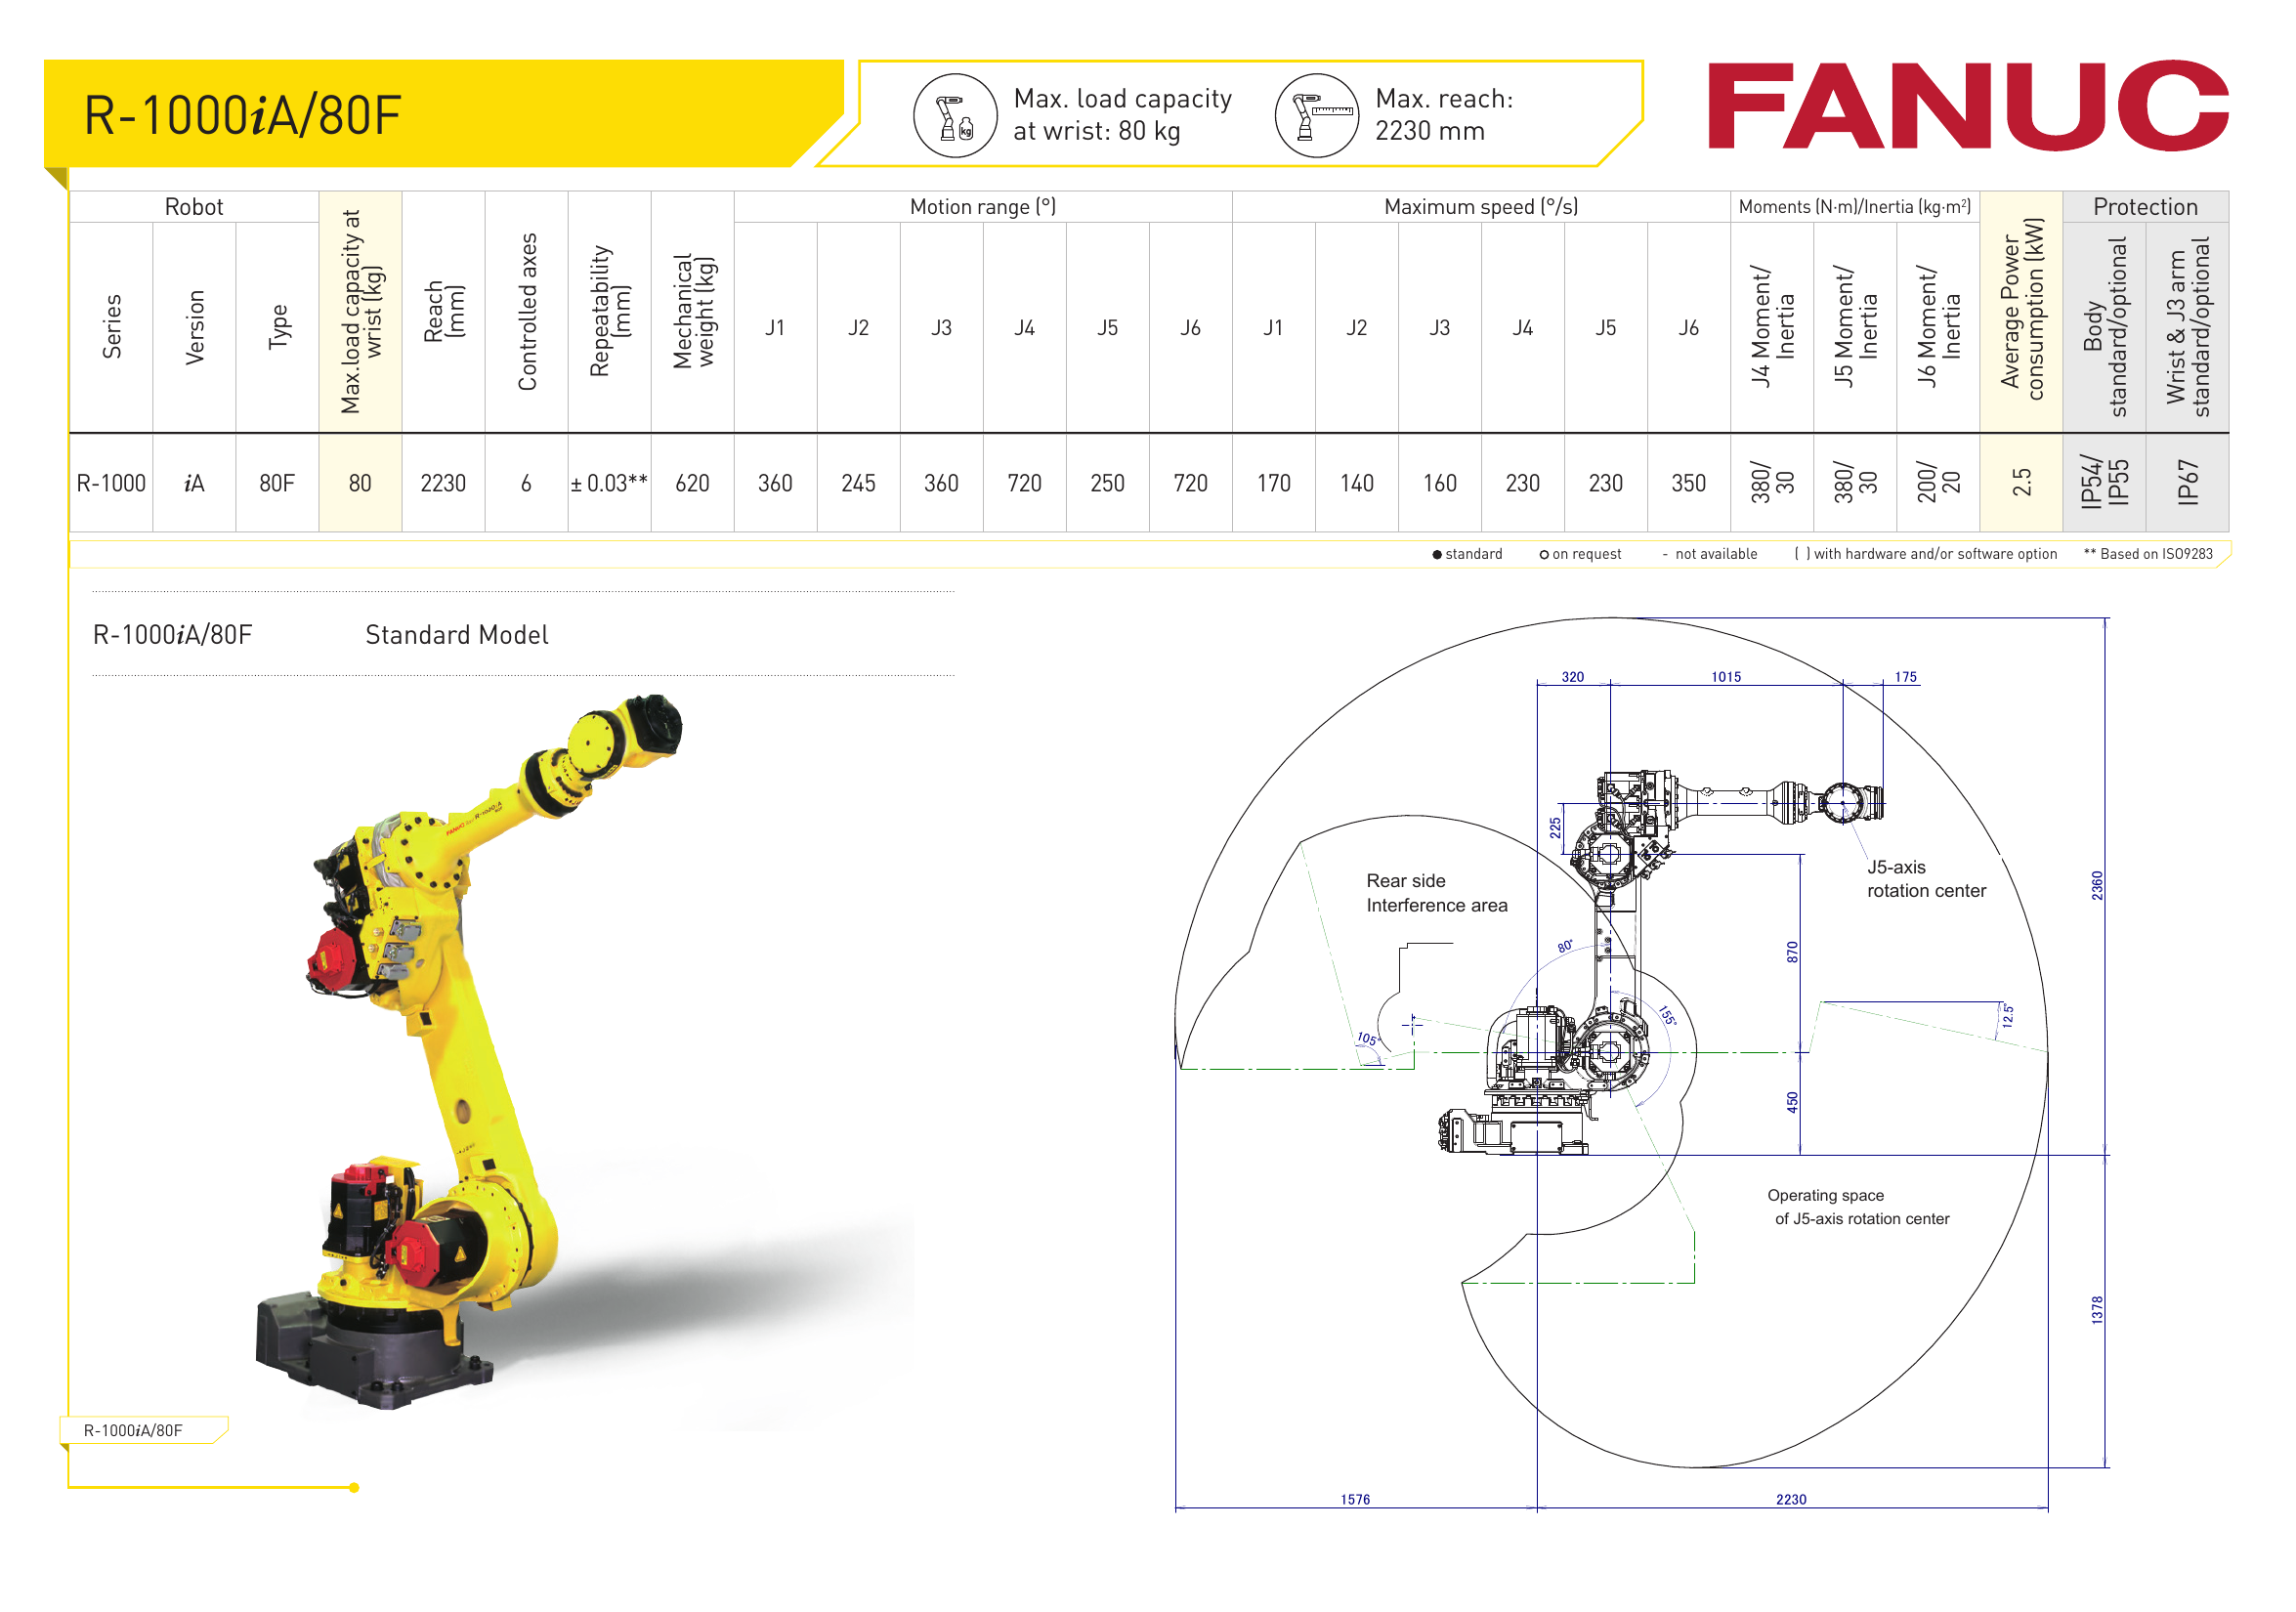 R-1000iA/80F
Max. load capacity
at wrist: 80 kg
kg
Max. reach:
2230 mm
FANUC
Robot
Motion range (°)
Maximum speed (°/s)
Moments (N·m)/Inertia (kg·m²)
Protection
Series
Version
Type
Max.load capacity at
wrist (kg)
Reach
(mm)
Controlled axes
Repeatability
(mm)
Mechanical
weight (kg)
J1
J2
J3
J4
J5
J6
J1
J2
J3
J4
J5
J6
J4 Moment/
Inertia
J5 Moment/
Inertia
J6 Moment/
Inertia
Average Power
consumption (kW)
Body
standard/optional
Wrist & J3 arm
standard/optional
R-1000
iA
80F
80
2230
6
± 0.03**
620
360
245
360
720
250
720
170
140
160
230
230
350
380/
30
380/
30
200/
20
2.5
IP54/
IP55
IP67
● standard
○ on request
- not available
( ) with hardware and/or software option
** Based on ISO9283
R-1000iA/80F
Standard Model
320
1015
175
225
J5-axis
rotation center
Rear side
Interference area
2360
80°
870
155°
12.5°
105°
450
Operating space
of J5-axis rotation center
1378
1576
2230
FANUC
R-1000iA/80F